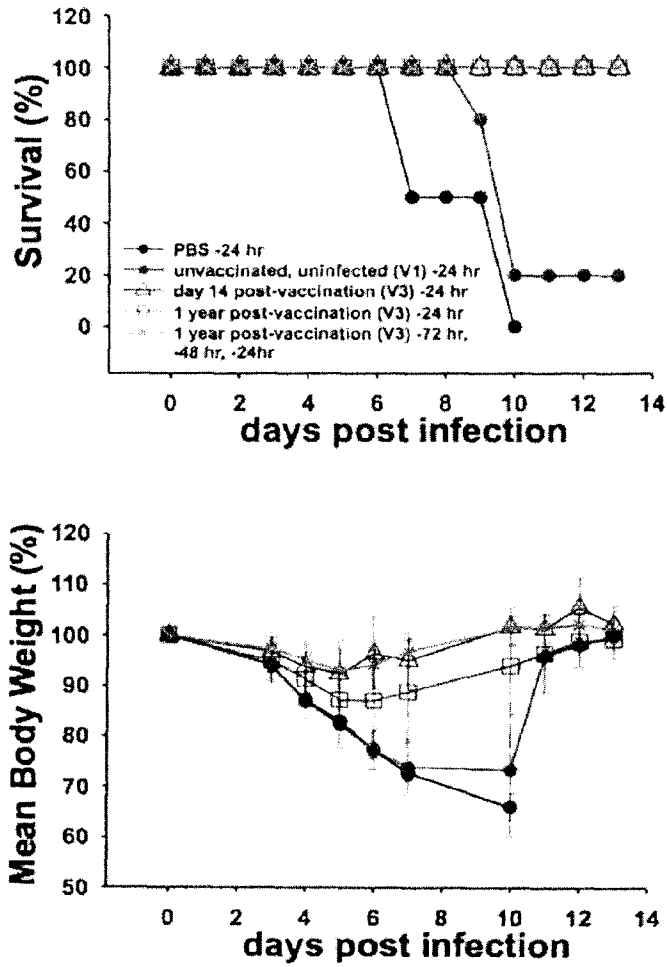 120
100
80
60
40
20
0
Survival (%)
PBS -24 hr
unvaccinated, uninfected (V1) -24 hr
day 14 post-vaccination (V3) -24 hr
1 year post-vaccination (V3) -24 hr
1 year post-vaccination (V3) -72 hr,
-48 hr, -24hr
0 2 4 6 8 10 12 14
days post infection
120
110
100
90
80
70
60
50
Mean Body Weight (%)
0 2 4 6 8 10 12 14
days post infection